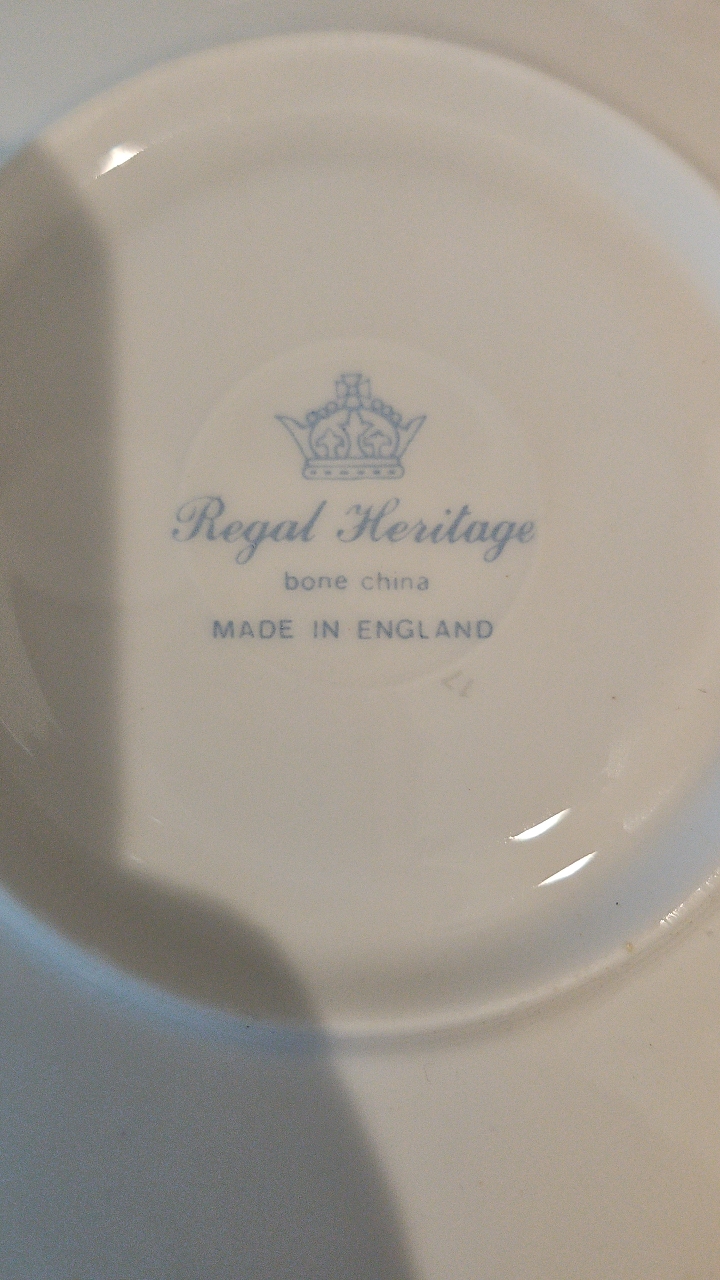 Regal Heritage
bone china
MADE IN ENGLAND